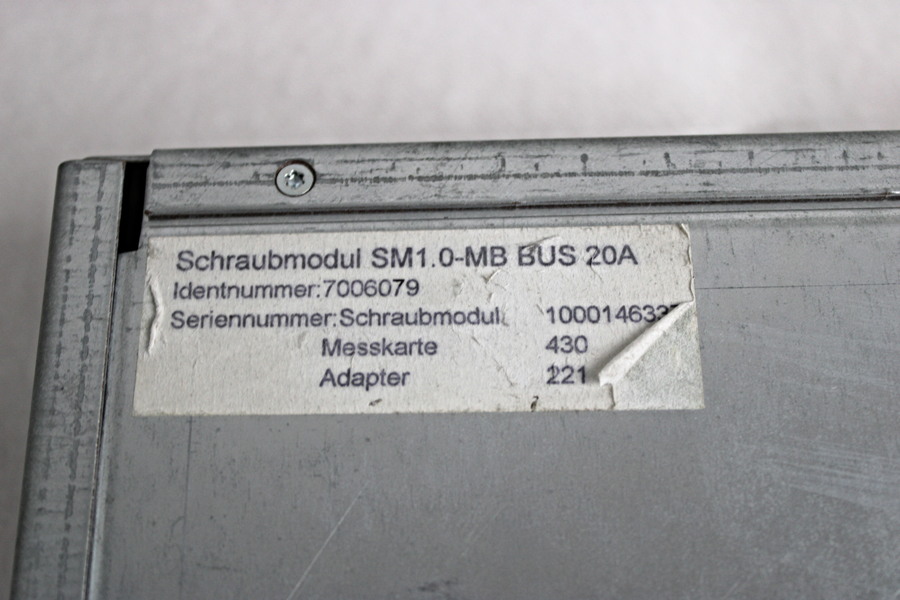 Schraubmodul SM1.0-MB BUS 20A
Identnummer:7006079
Seriennummer:Schraubmodul
Messkarte 430
Adapter 221